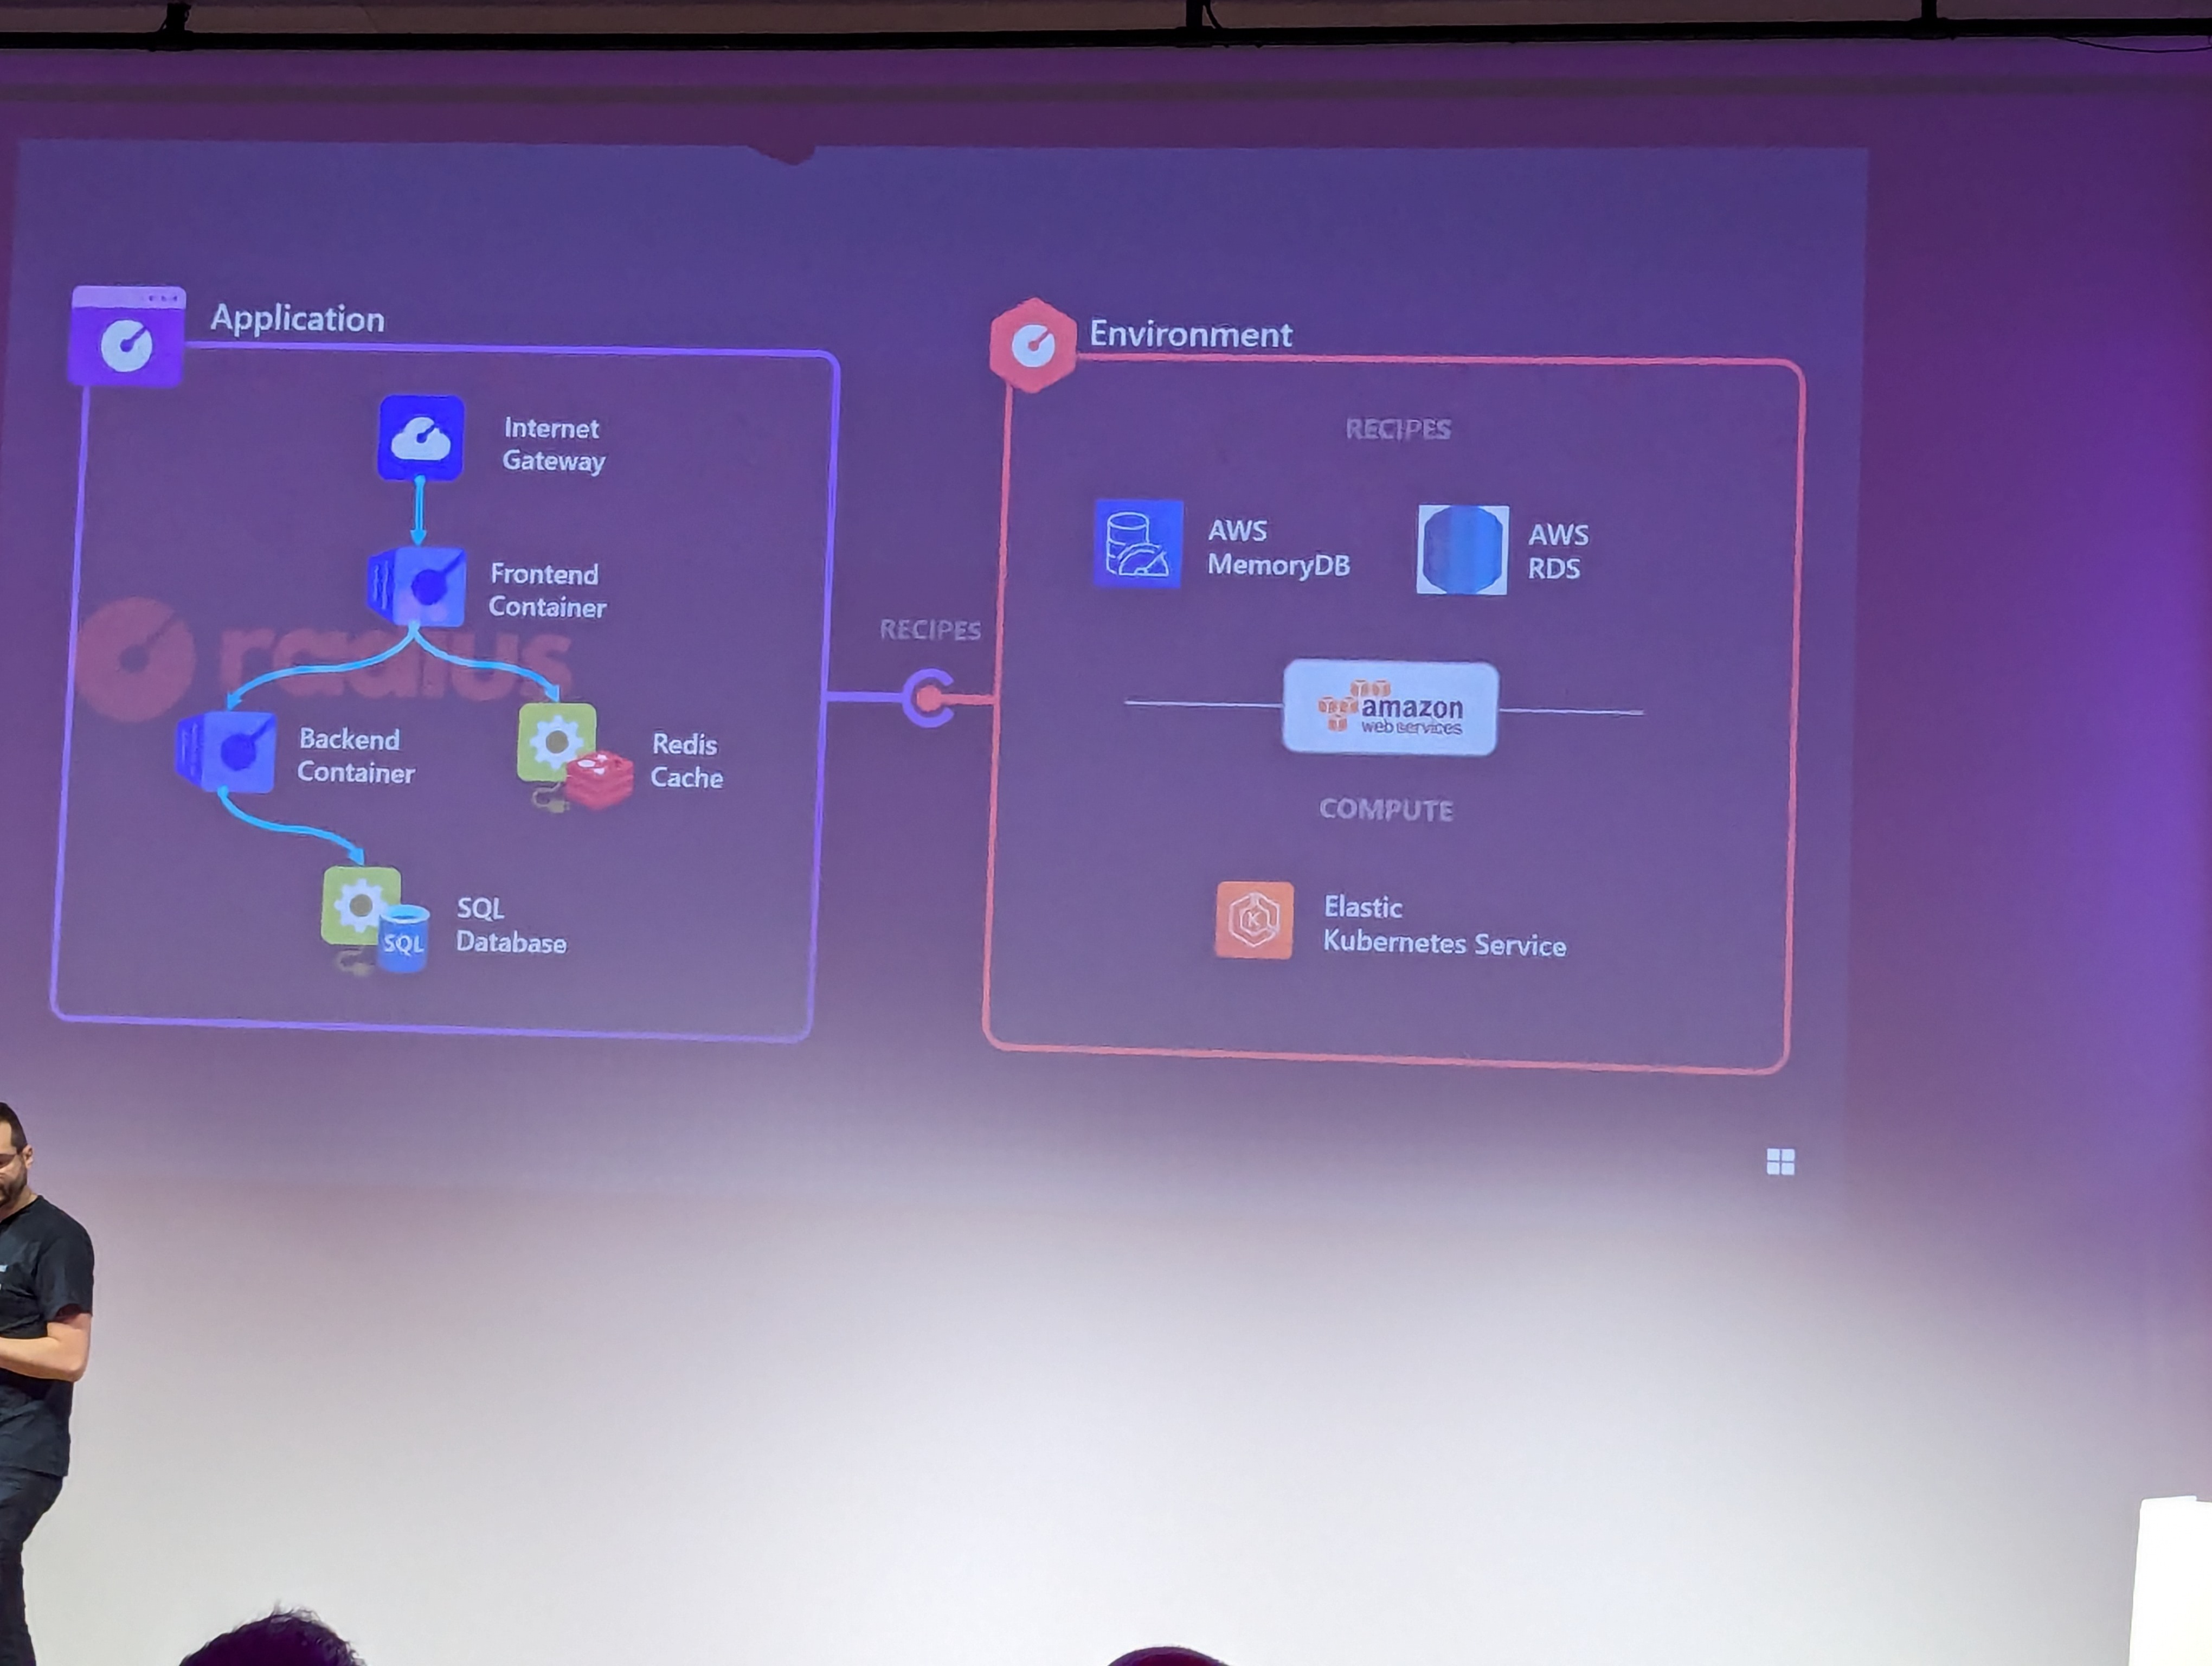 Application
Internet
Gateway
Frontend
Container
radius
Backend
Container
Redis
Cache
SQL
SQL
Database
RECIPES
Environment
RECIPES
AWS
MemoryDB
AWS
RDS
amazon
web services
COMPUTE
K
Elastic
Kubernetes Service